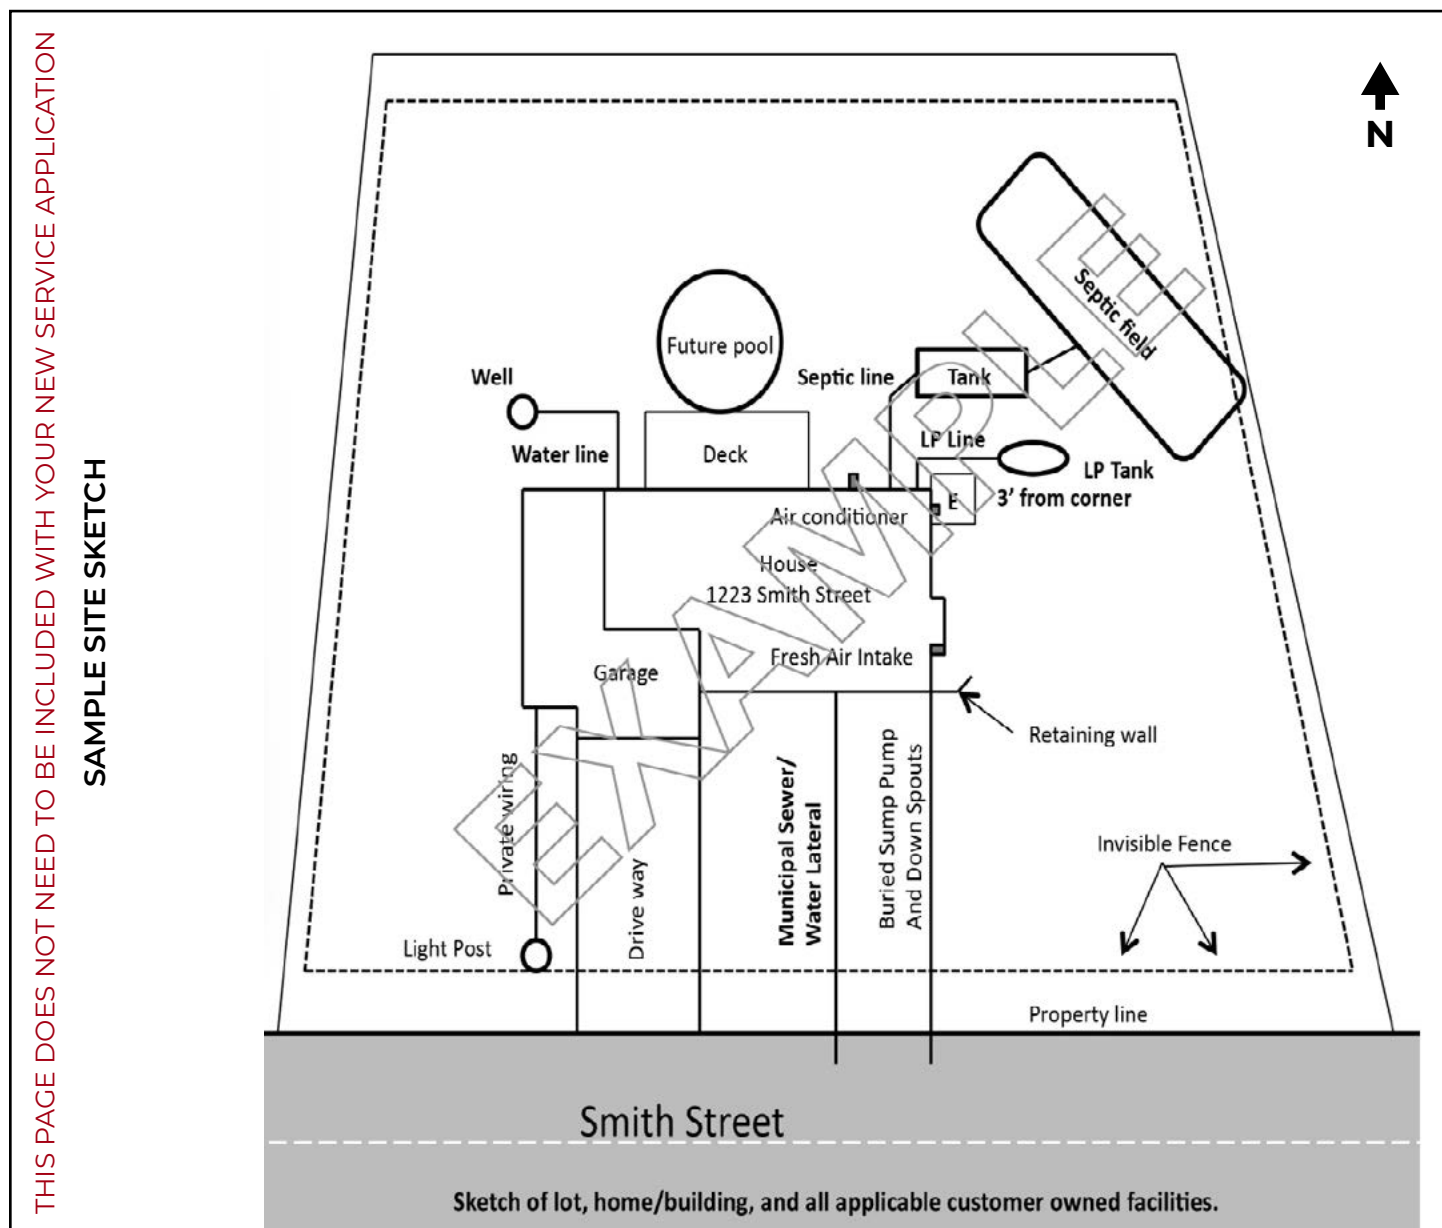 THIS PAGE DOES NOT NEED TO BE INCLUDED WITH YOUR NEW SERVICE APPLICATION
SAMPLE SITE SKETCH
N
Septic field
Future pool
Well
Septic line
Tank
Water line
Deck
LP Line
LP Tank
3' from corner
E
Air conditioner
House
1223 Smith Street
Fresh Air Intake
Garage
Retaining wall
Private wiring
Drive way
Municipal Sewer/
Water Lateral
Buried Sump Pump
And Down Spouts
Invisible Fence
Light Post
Property line
EXAMPLE
Smith Street
Sketch of lot, home/building, and all applicable customer owned facilities.